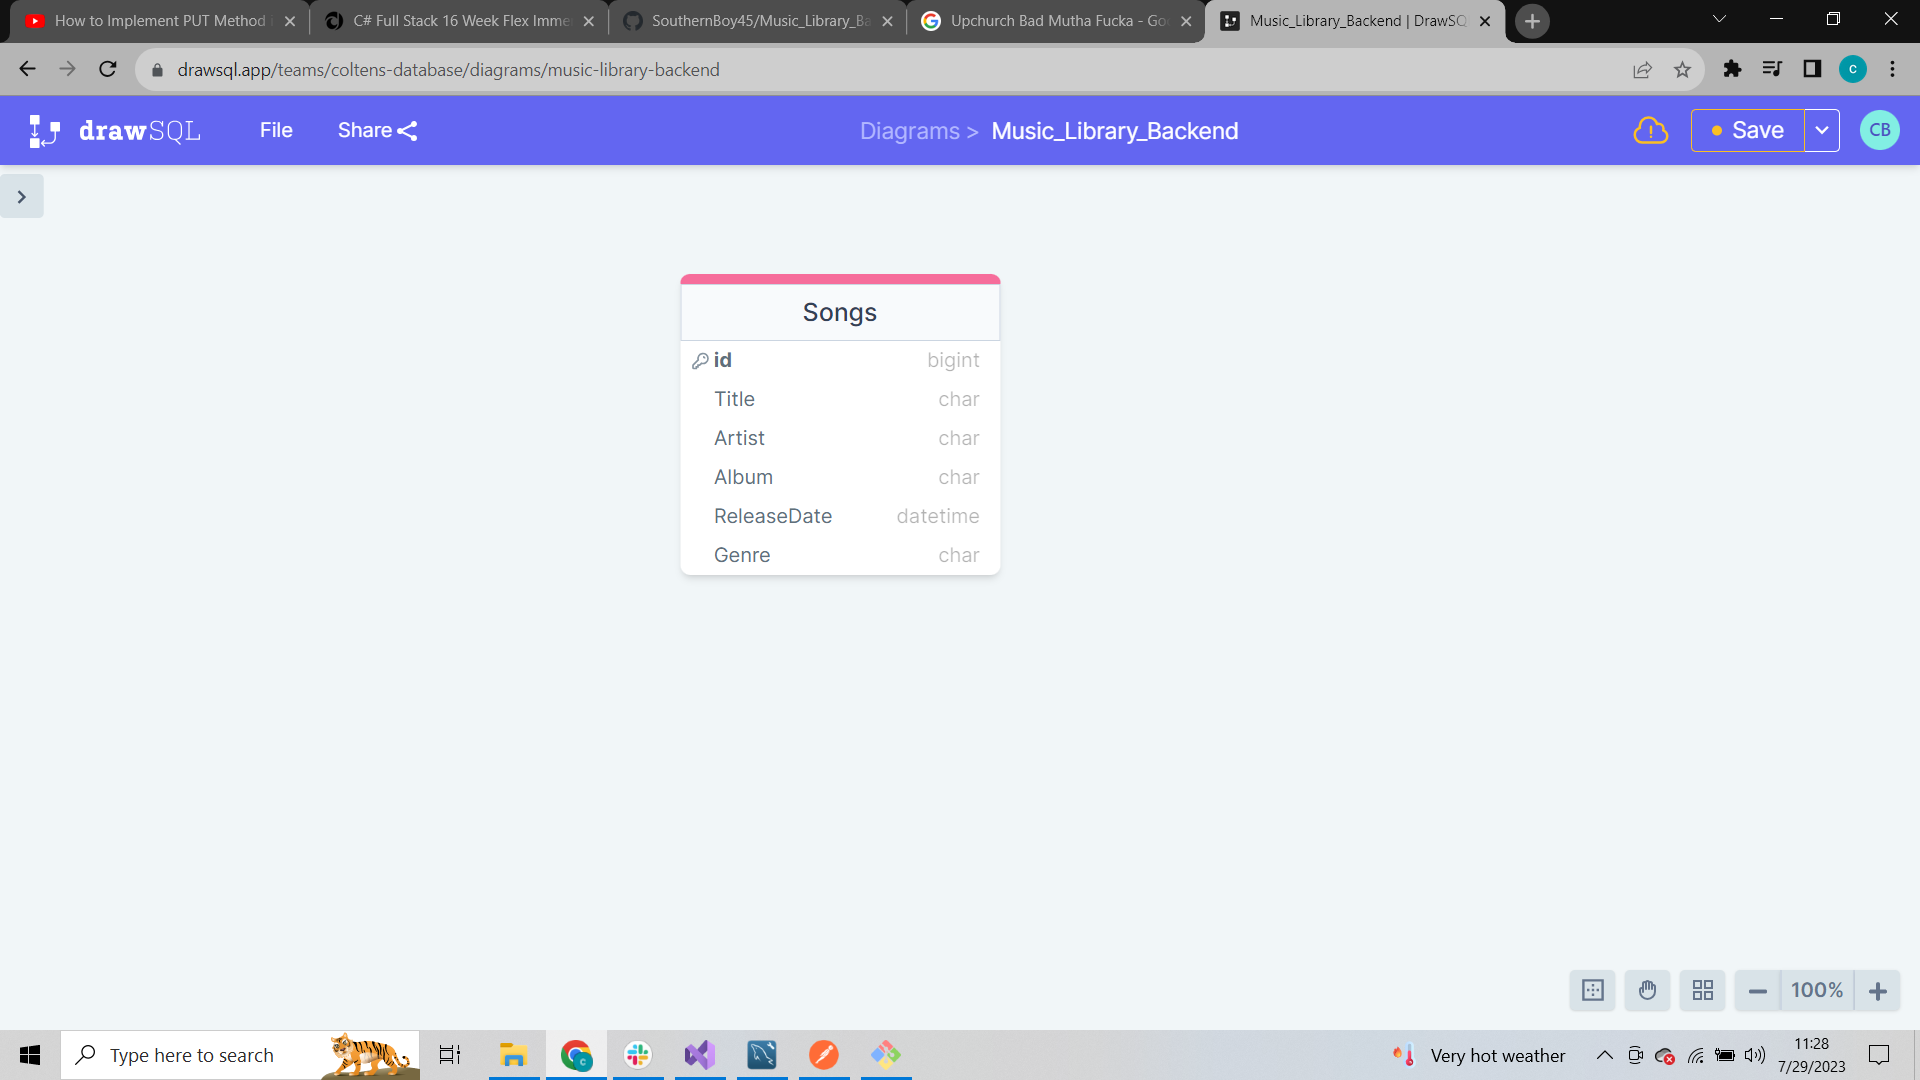 How to Implement PUT Method i
C# Full Stack 16 Week Flex Imme
SouthernBoy45/Music_Library_Ba
Upchurch Bad Mutha Fucka - Goo
Music_Library_Backend | DrawSQ
drawsql.app/teams/coltens-database/diagrams/music-library-backend
c
drawSQL
File
Share
Diagrams > Music_Library_Backend
Save
CB
Songs
id bigint
Title char
Artist char
Album char
ReleaseDate datetime
Genre char
100%
Type here to search
Very hot weather
11:28
7/29/2023